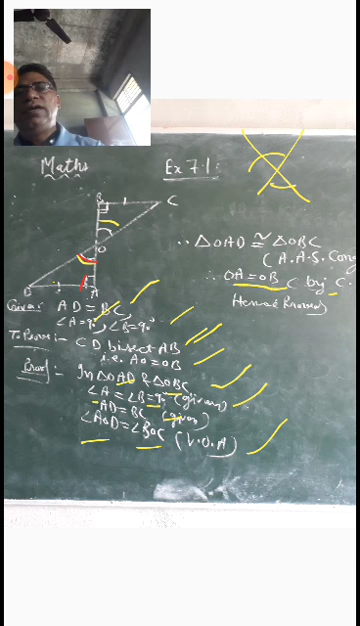 Maths
Ex 7.1:
B
C
O
D
A
Given: AD = BC,
∠A = 90°, ∠B = 90°
To Prove:- CD bisect AB
i.e. AO = OB
Proof:- In ΔOAD & ΔOBC
∠A = ∠B = 90° (given)
AD = BC (given)
∠AOD = ∠BOC (V.O.A)
∴ ΔOAD ≅ ΔOBC
(A.A.S. Cong
∴ OA = OB (by C.
Hence Proved)